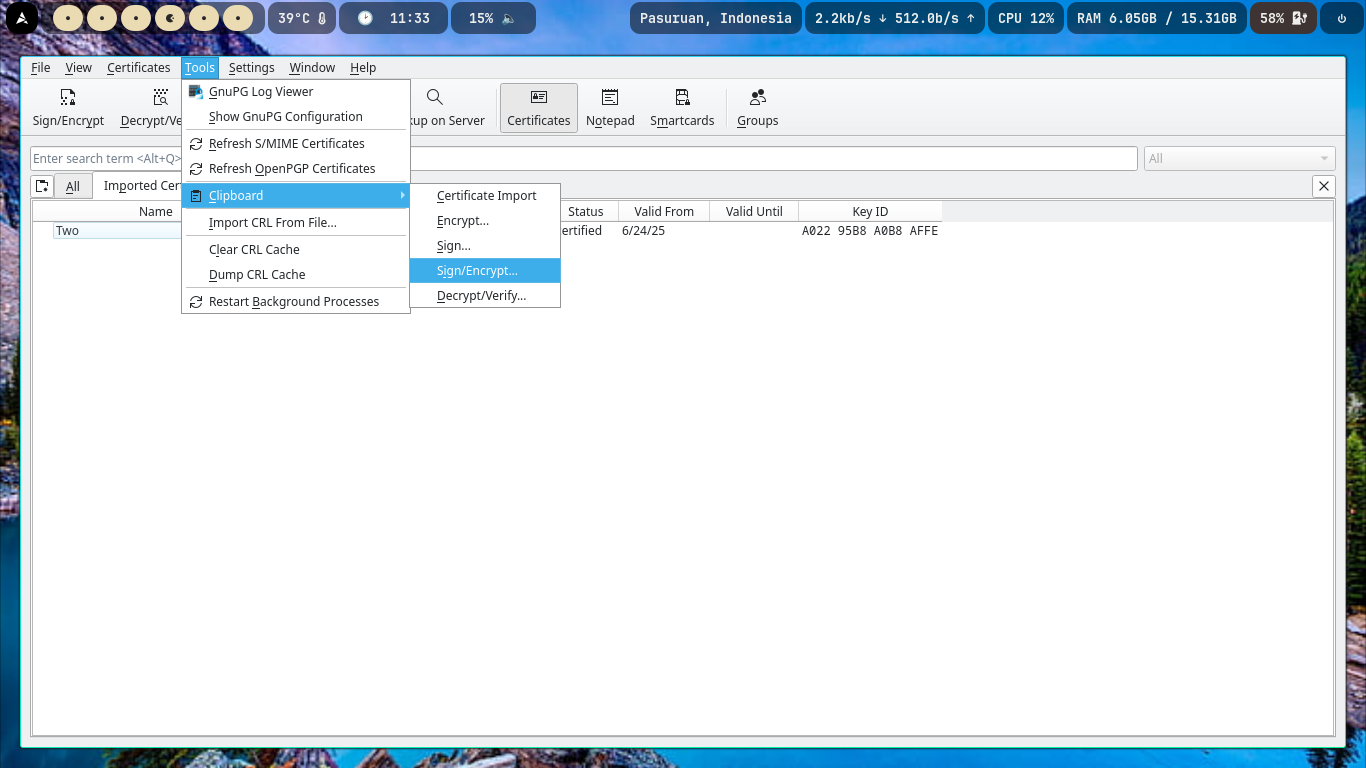 39°C 11:33 15% Pasuruan, Indonesia 2.2kb/s ↓ 512.0b/s ↑ CPU 12% RAM 6.05GB / 15.31GB 58%
File View Certificates Tools Settings Window Help
Sign/Encrypt Decrypt/Ve kup on Server Certificates Notepad Smartcards Groups
GnuPG Log Viewer
Show GnuPG Configuration
Refresh S/MIME Certificates
Refresh OpenPGP Certificates
Clipboard
Import CRL From File...
Clear CRL Cache
Dump CRL Cache
Restart Background Processes
Certificate Import
Encrypt...
Sign...
Sign/Encrypt...
Decrypt/Verify...
Enter search term <Alt+Q> All
All Imported Cer
Name Status Valid From Valid Until Key ID
Two ertified 6/24/25 A022 95B8 A0B8 AFFE